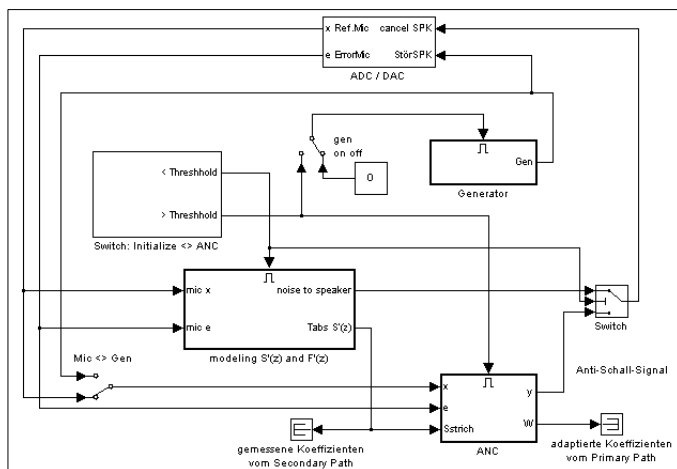 x Ref.Mic cancel SPK
e ErrorMic StörSPK
ADC / DAC
gen
on off
0
Gen
Generator
< Threshhold
> Threshhold
Switch: Initialize <> ANC
mic x noise to speaker
mic e
Tabs S'(z)
modeling S'(z) and F'(z)
Switch
Mic <> Gen
Anti-Schall-Signal
x
y
e
W
Sstrich
ANC
gemessene Koeffizienten
vom Secondary Path
adaptierte Koeffizienten
vom Primary Path